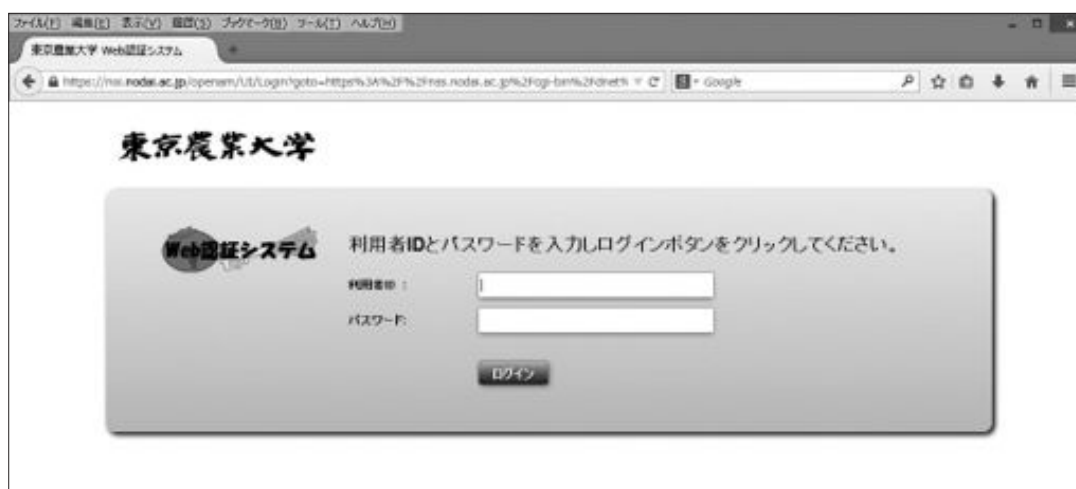 ファイル(F) 編集(E) 表示(V) 履歴(S) ブックマーク(B) ツール(T) ヘルプ(H)
東京農業大学 Web認証システム
Google
東京農業大学
Web認証システム
利用者IDとパスワードを入力しログインボタンをクリックしてください。
利用者ID :
パスワード:
ログイン